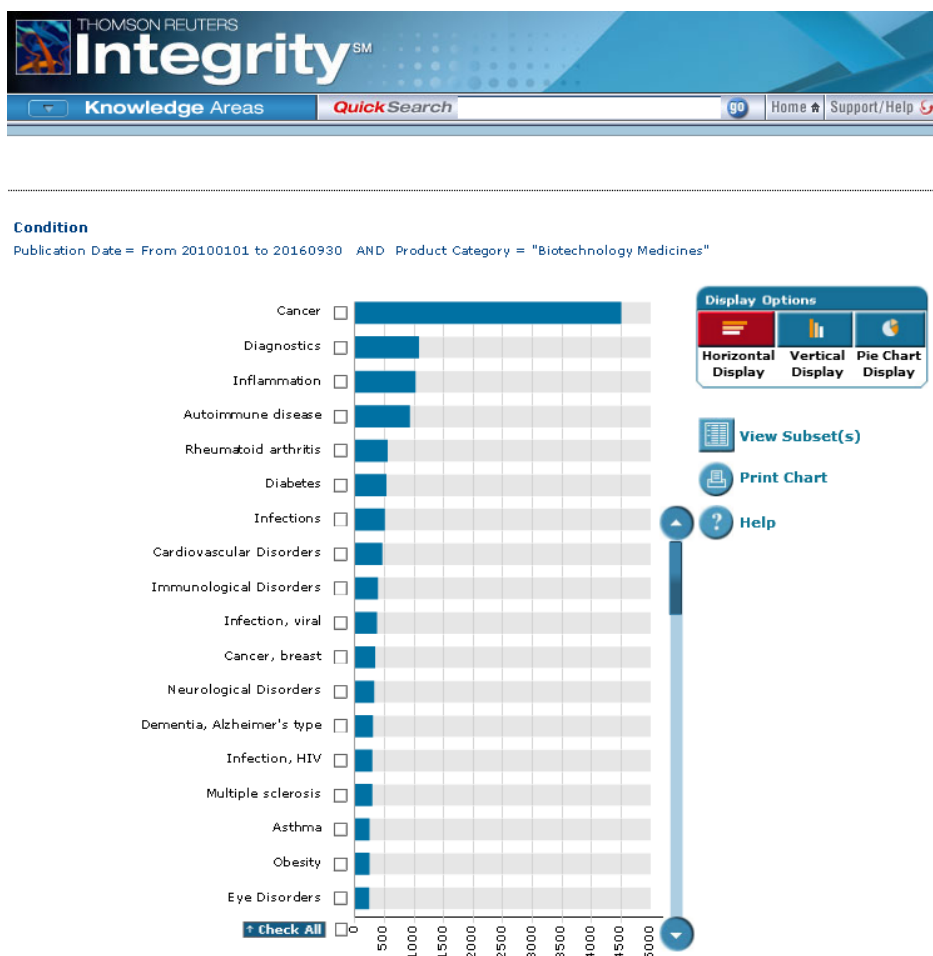 THOMSON REUTERS
Integrity SM
Knowledge Areas QuickSearch go Home Support/Help
Condition
Publication Date = From 20100101 to 20160930 AND Product Category = "Biotechnology Medicines"
Display Options
Horizontal Display
Vertical Display
Pie Chart Display
View Subset(s)
Print Chart
? Help
Cancer
Diagnostics
Inflammation
Autoimmune disease
Rheumatoid arthritis
Diabetes
Infections
Cardiovascular Disorders
Immunological Disorders
Infection, viral
Cancer, breast
Neurological Disorders
Dementia, Alzheimer's type
Infection, HIV
Multiple sclerosis
Asthma
Obesity
Eye Disorders
↑ Check All
0 500 1000 1500 2000 2500 3000 3500 4000 4500 5000